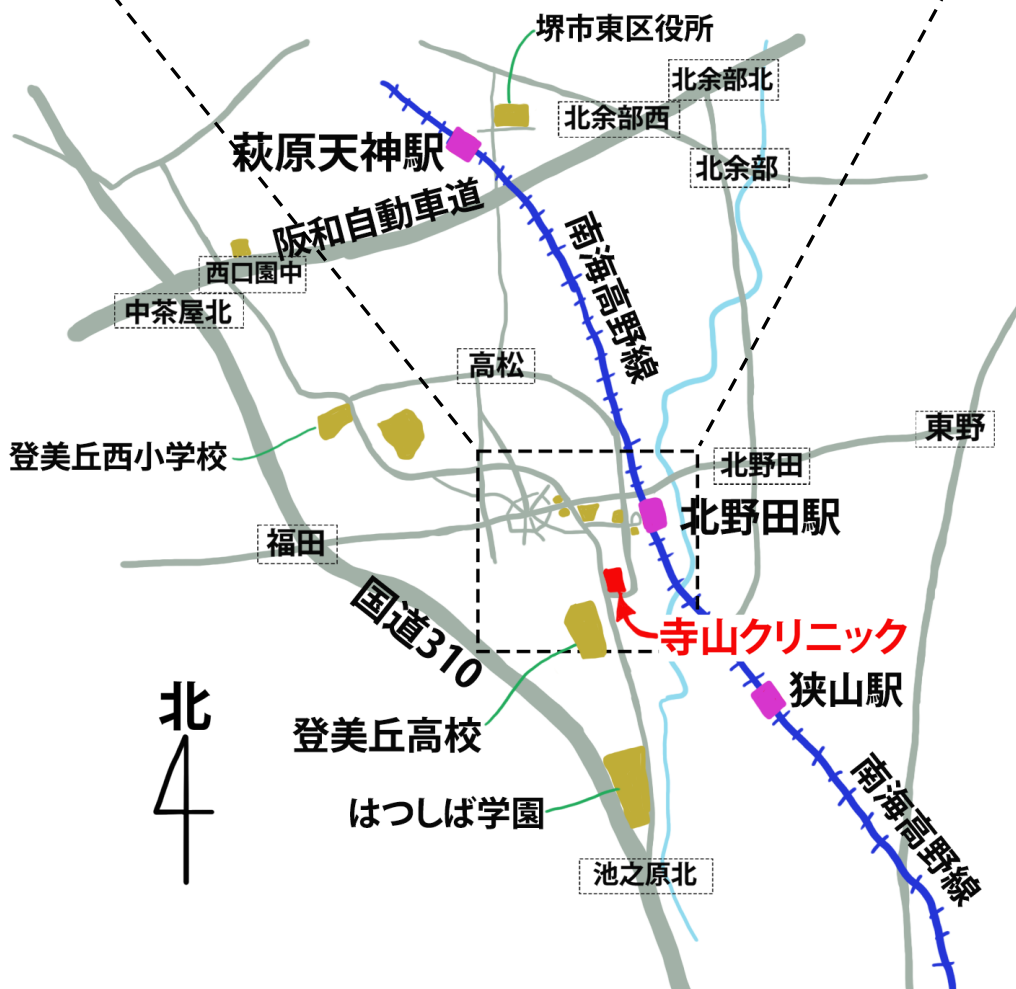 堺市東区役所
北余部北
北余部西
萩原天神駅
北余部
阪和自動車道
南海高野線
西口園中
中茶屋北
高松
東野
登美丘西小学校
北野田
北野田駅
福田
国道310
寺山クリニック
狭山駅
北
登美丘高校
南海高野線
はつしば学園
池之原北